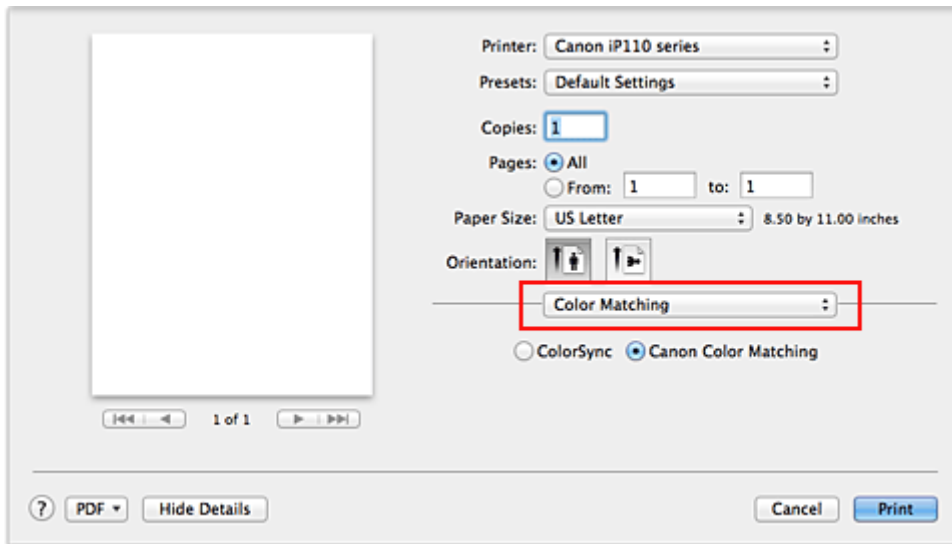 Printer: Canon iP110 series
Presets: Default Settings
Copies: 1
Pages: All
From: 1 to: 1
Paper Size: US Letter 8.50 by 11.00 inches
Orientation:
Color Matching
ColorSync Canon Color Matching
1 of 1
? PDF Hide Details Cancel Print